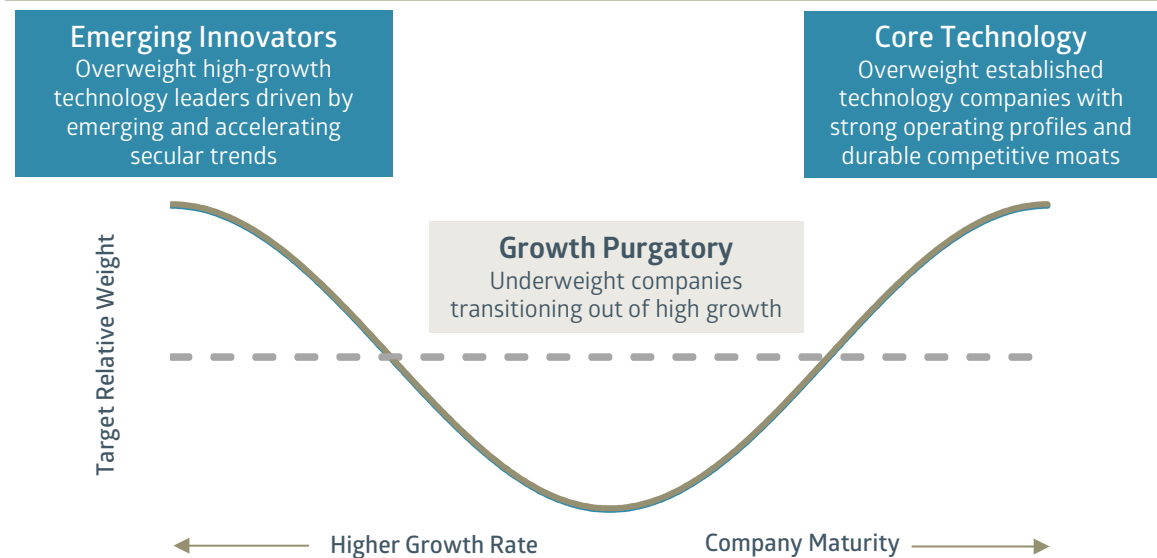 Emerging Innovators
Overweight high-growth
technology leaders driven by
emerging and accelerating
secular trends
Core Technology
Overweight established
technology companies with
strong operating profiles and
durable competitive moats
Growth Purgatory
Underweight companies
transitioning out of high growth
Target Relative Weight
Higher Growth Rate
Company Maturity